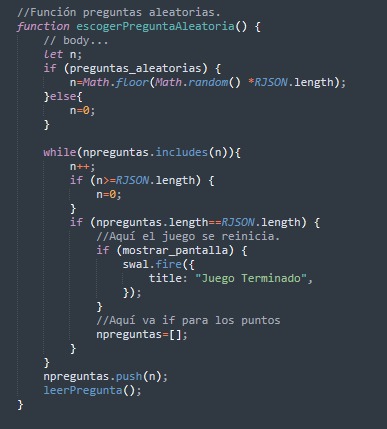 //Función preguntas aleatorias.
function escogerPreguntaAleatoria() {
// body...
let n;
if (preguntas_aleatorias) {
n=Math.floor(Math.random() *RJSON.length);
}else{
n=0;
}
while(npreguntas.includes(n)){
n++;
if (n>=RJSON.length) {
n=0;
}
if (npreguntas.length==RJSON.length) {
//Aquí el juego se reinicia.
if (mostrar_pantalla) {
swal.fire({
title: "Juego Terminado",
});
}
//Aquí va if para los puntos
npreguntas=[];
}
}
npreguntas.push(n);
leerPregunta();
}